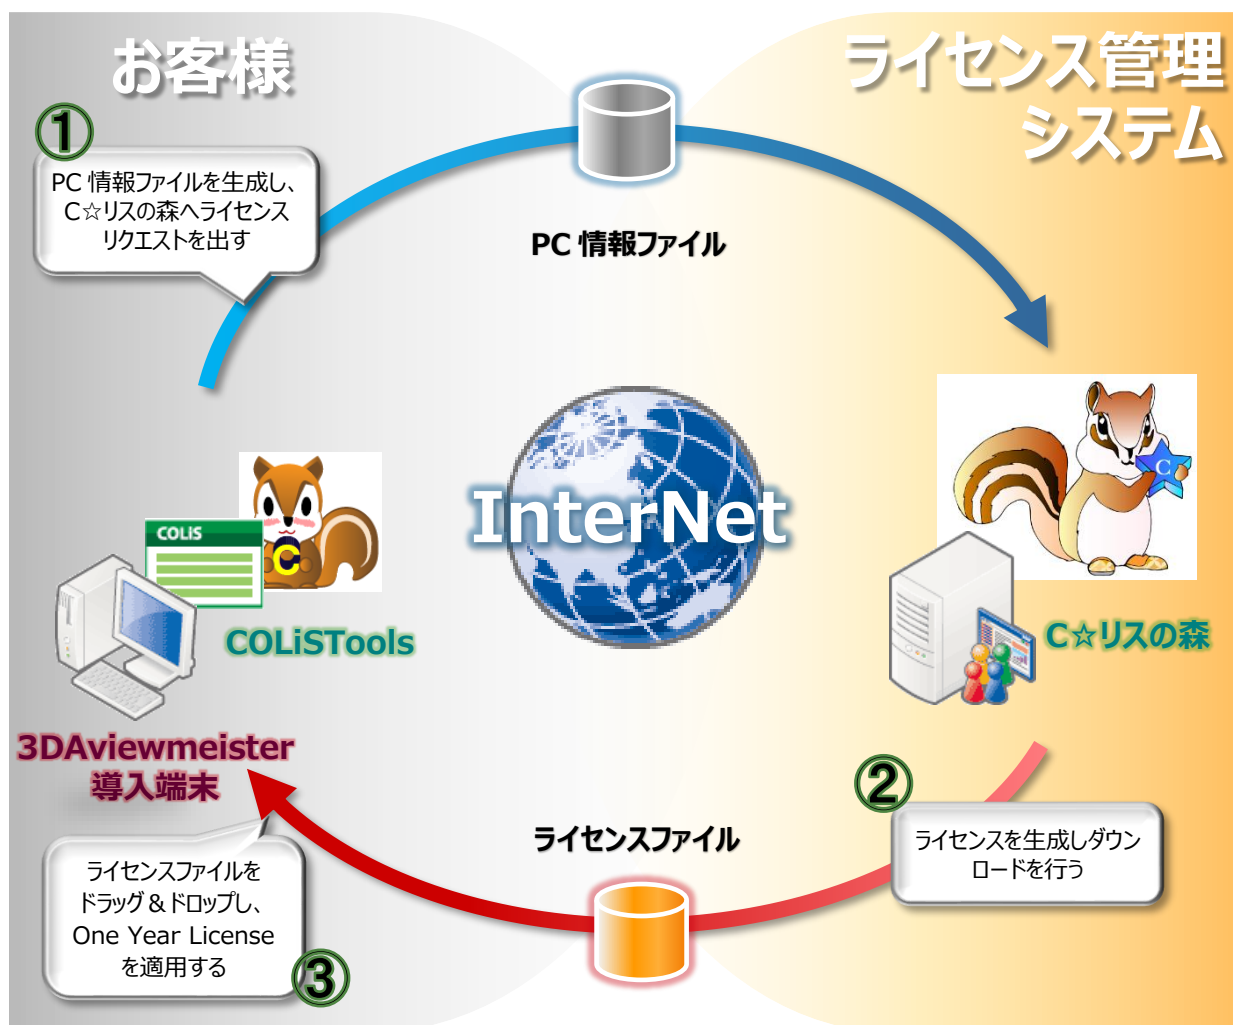 お客様
ライセンス管理
システム
①
PC 情報ファイルを生成し、
C☆リスの森へライセンス
リクエストを出す
PC 情報ファイル
InterNet
C
COLiS
C
COLiSTools
C☆リスの森
3DAviewmeister
導入端末
②
ライセンスを生成しダウン
ロードを行う
ライセンスファイル
ライセンスファイルを
ドラッグ＆ドロップし、
One Year License
を適用する
③